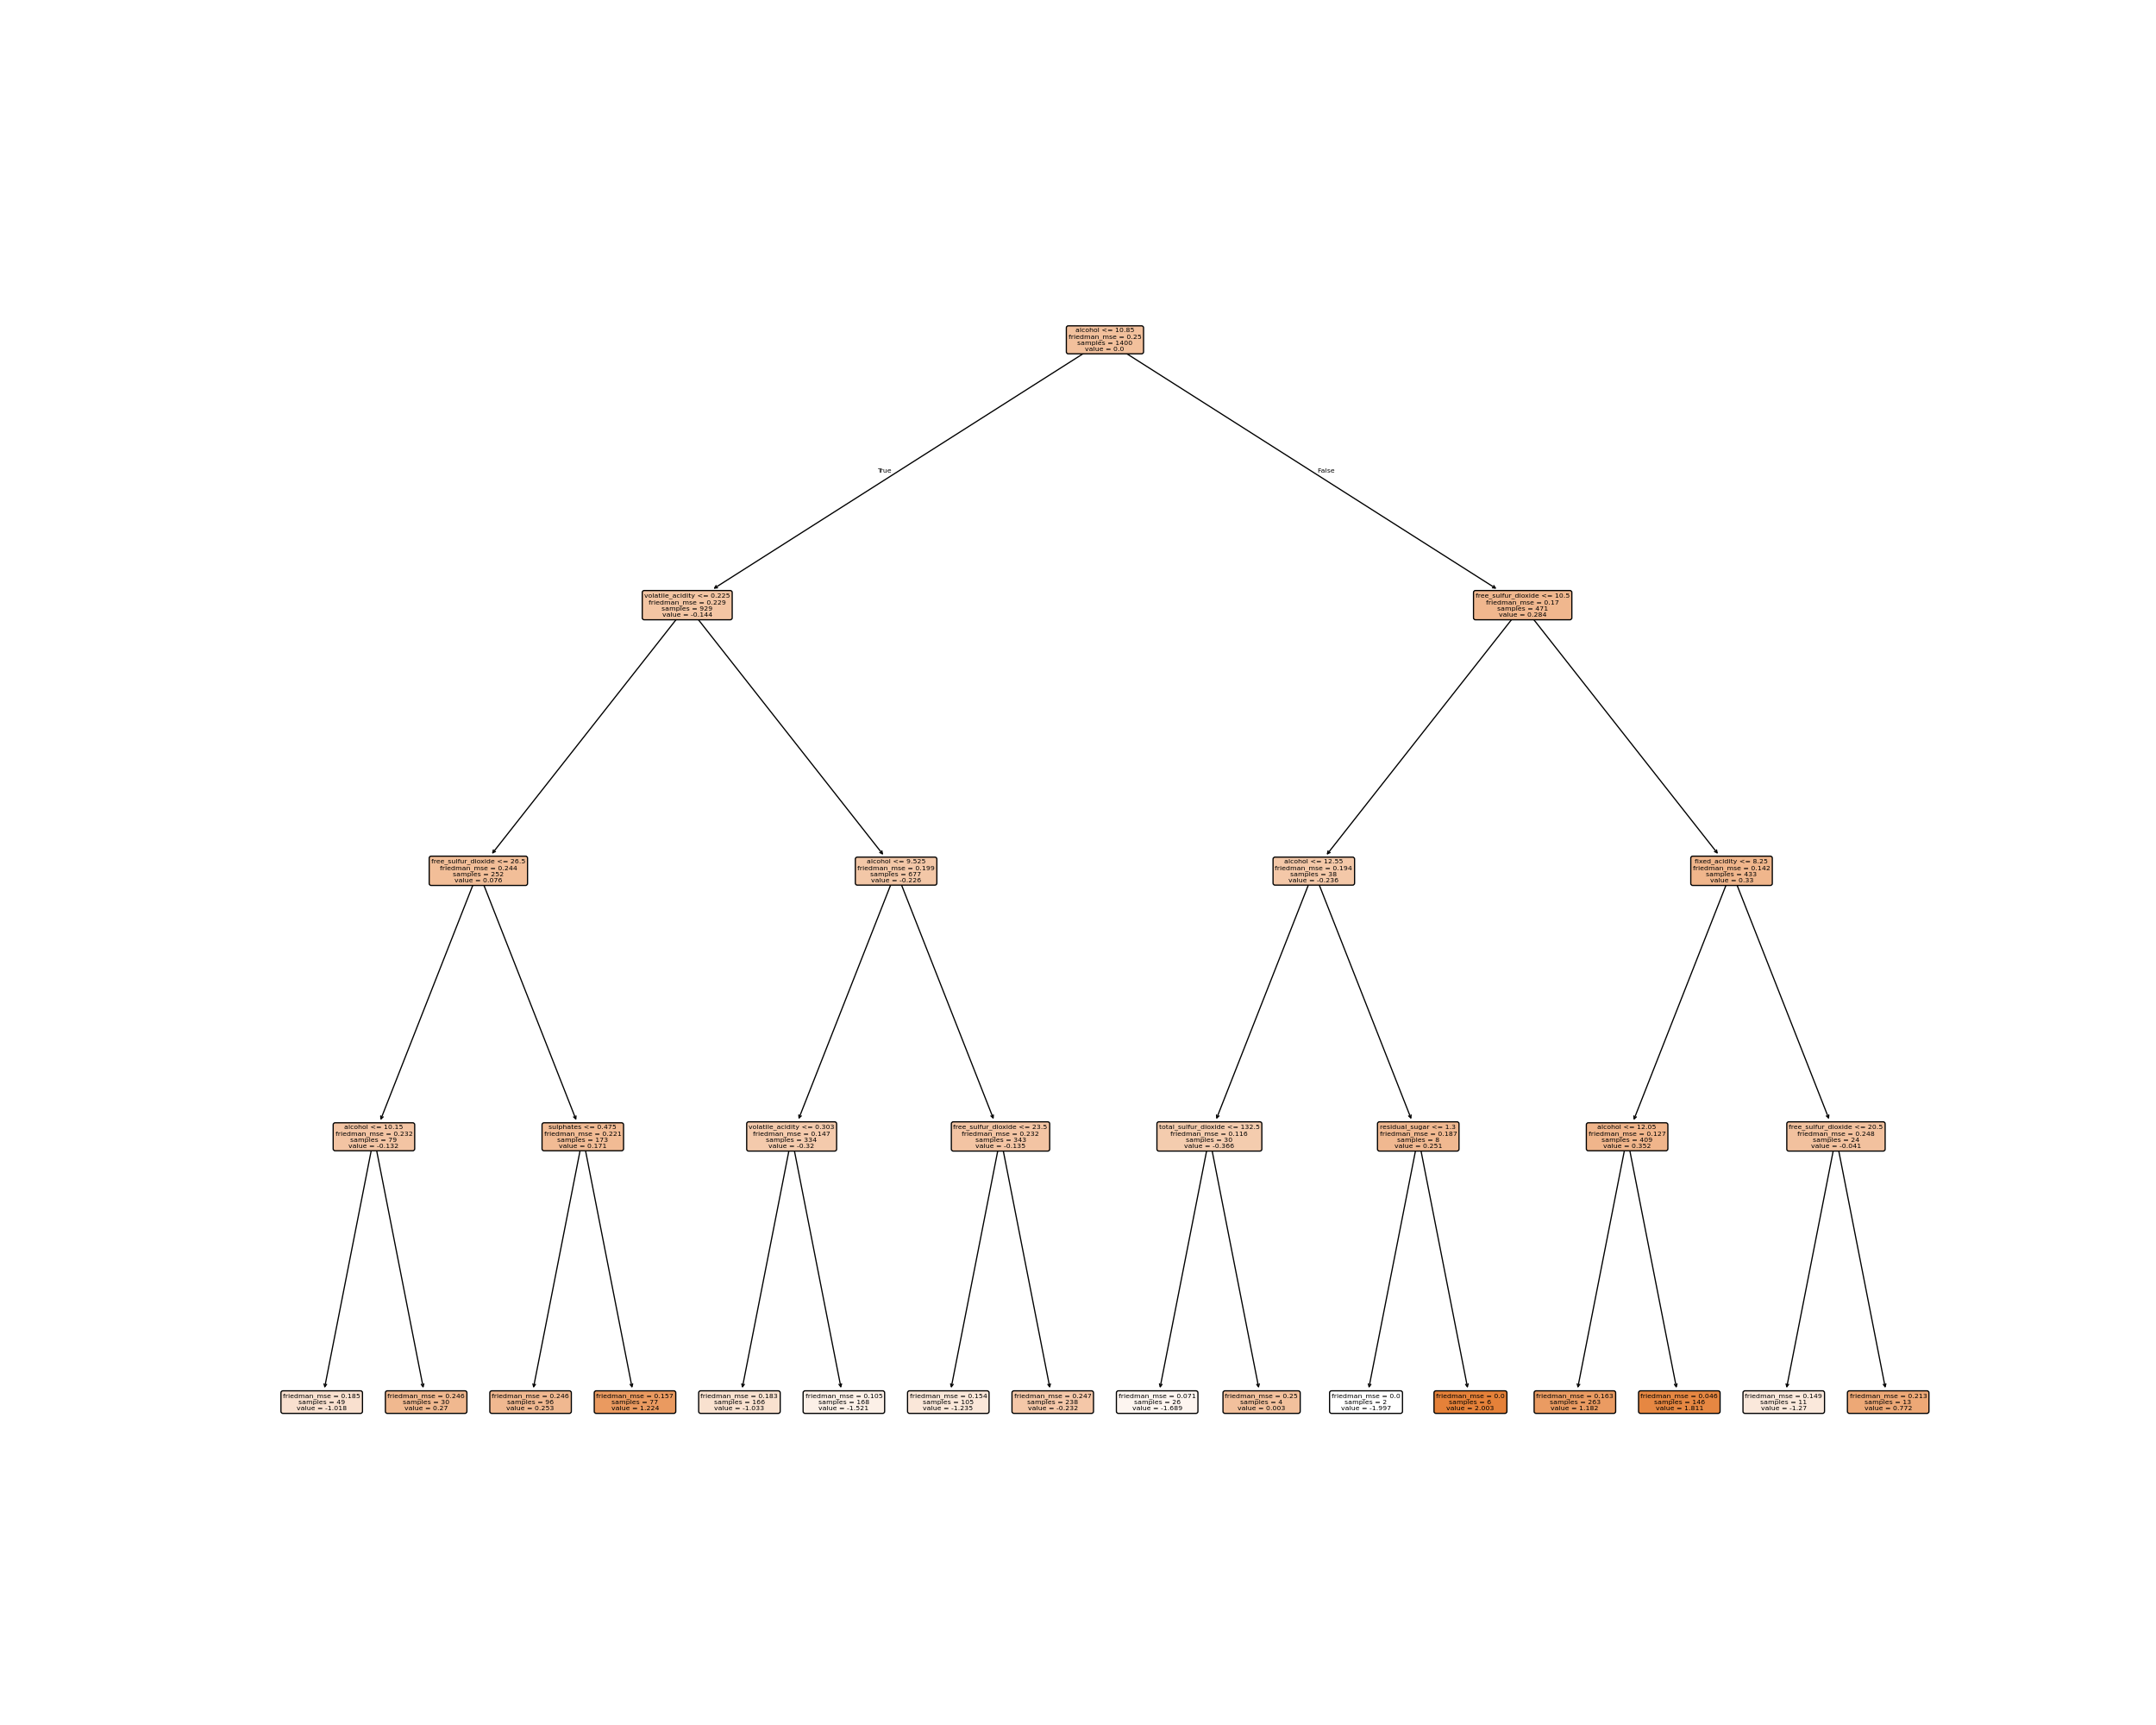 alcohol <= 10.85
friedman_mse = 0.25
samples = 1400
value = 0.0
True
False
volatile_acidity <= 0.225
friedman_mse = 0.229
samples = 929
value = -0.144
free_sulfur_dioxide <= 10.5
friedman_mse = 0.17
samples = 471
value = 0.284
free_sulfur_dioxide <= 26.5
friedman_mse = 0.244
samples = 252
value = 0.076
alcohol <= 9.525
friedman_mse = 0.199
samples = 677
value = -0.226
alcohol <= 12.55
friedman_mse = 0.194
samples = 38
value = -0.236
fixed_acidity <= 8.25
friedman_mse = 0.142
samples = 433
value = 0.33
alcohol <= 10.15
friedman_mse = 0.232
samples = 79
value = -0.132
sulphates <= 0.475
friedman_mse = 0.221
samples = 173
value = 0.171
volatile_acidity <= 0.303
friedman_mse = 0.147
samples = 334
value = -0.32
free_sulfur_dioxide <= 23.5
friedman_mse = 0.232
samples = 343
value = -0.135
total_sulfur_dioxide <= 132.5
friedman_mse = 0.116
samples = 30
value = -0.366
residual_sugar <= 1.3
friedman_mse = 0.187
samples = 8
value = 0.251
alcohol <= 12.05
friedman_mse = 0.127
samples = 409
value = 0.352
free_sulfur_dioxide <= 20.5
friedman_mse = 0.248
samples = 24
value = -0.041
friedman_mse = 0.185
samples = 49
value = -1.018
friedman_mse = 0.246
samples = 30
value = 0.27
friedman_mse = 0.246
samples = 96
value = 0.253
friedman_mse = 0.157
samples = 77
value = 1.224
friedman_mse = 0.183
samples = 166
value = -1.033
friedman_mse = 0.105
samples = 168
value = -1.521
friedman_mse = 0.154
samples = 105
value = -1.235
friedman_mse = 0.247
samples = 238
value = -0.232
friedman_mse = 0.071
samples = 26
value = -1.689
friedman_mse = 0.25
samples = 4
value = 0.003
friedman_mse = 0.0
samples = 2
value = -1.997
friedman_mse = 0.0
samples = 6
value = 2.003
friedman_mse = 0.163
samples = 263
value = 1.182
friedman_mse = 0.046
samples = 146
value = 1.811
friedman_mse = 0.149
samples = 11
value = -1.27
friedman_mse = 0.213
samples = 13
value = 0.772